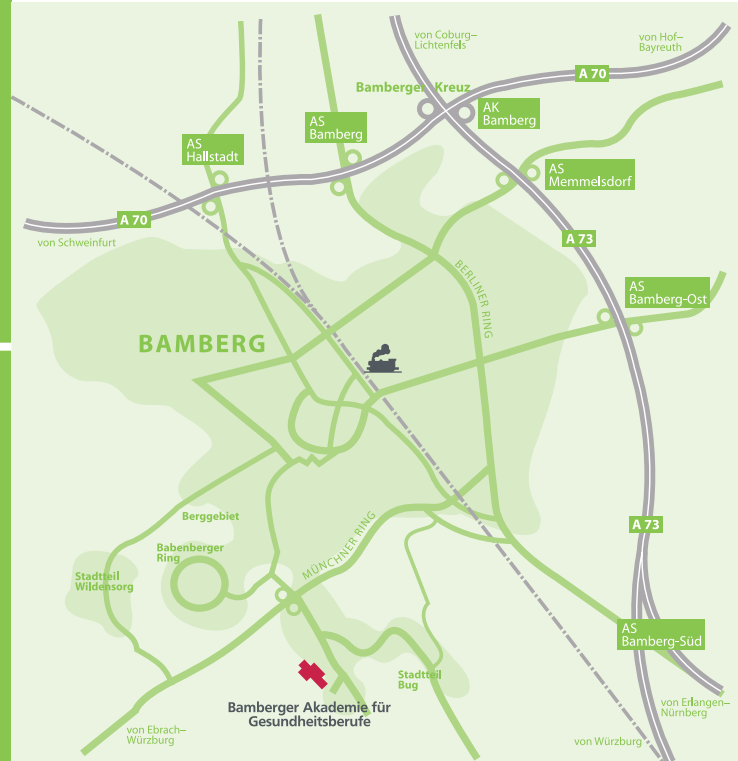 von Coburg–
Lichtenfels
von Hof–
Bayreuth
A 70
Bamberger Kreuz
AK
Bamberg
AS
Bamberg
AS
Hallstadt
AS
Memmelsdorf
A 70
von Schweinfurt
A 73
BERLINER RING
AS
Bamberg-Ost
BAMBERG
Berggebiet
A 73
MÜNCHNER RING
Babenberger
Ring
Stadtteil
Wildensorg
AS
Bamberg-Süd
Stadtteil
Bug
Bamberger Akademie für
Gesundheitsberufe
von Erlangen–
Nürnberg
von Ebrach–
Würzburg
von Würzburg